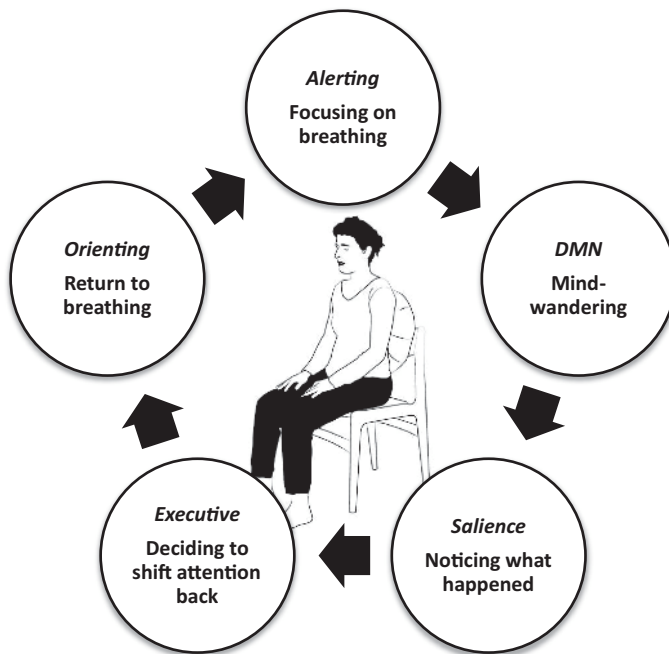 Alerting
Focusing on
breathing
DMN
Mind-
wandering
Salience
Noticing what
happened
Executive
Deciding to
shift attention
back
Orienting
Return to
breathing